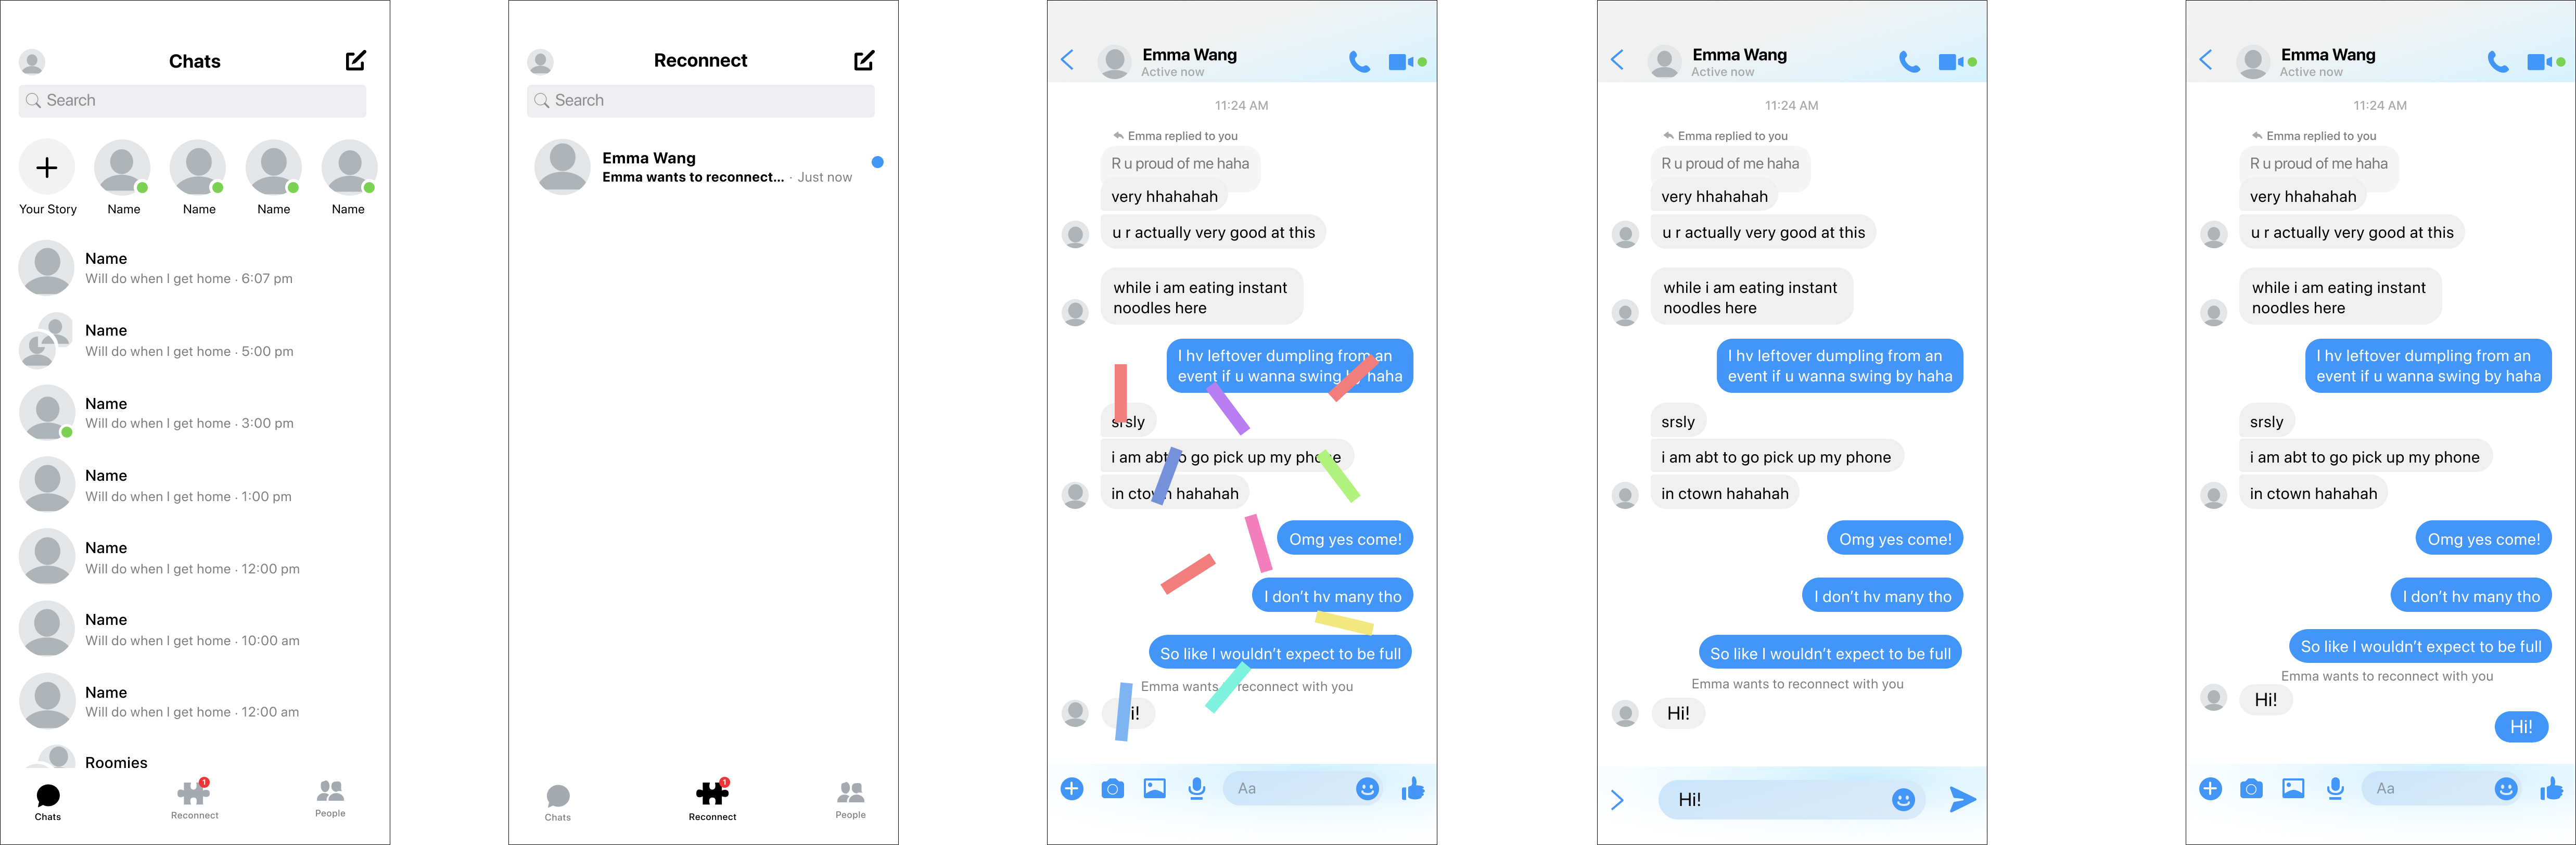 Chats
Search
Your Story
Name
Name
Name
Name
Name
Will do when I get home · 6:07 pm
Name
Will do when I get home · 5:00 pm
Name
Will do when I get home · 3:00 pm
Name
Will do when I get home · 1:00 pm
Name
Will do when I get home · 12:00 pm
Name
Will do when I get home · 10:00 am
Name
Will do when I get home · 12:00 am
Roomies
1
Chats
Reconnect
People
Reconnect
Search
Emma Wang
Emma wants to reconnect... · Just now
1
Chats
Reconnect
People
Emma Wang
Active now
11:24 AM
Emma replied to you
R u proud of me haha
very hhahahah
u r actually very good at this
while i am eating instant
noodles here
I hv leftover dumpling from an
event if u wanna swing by haha
srsly
i am abt to go pick up my phone
in ctown hahahah
Omg yes come!
I don't hv many tho
So like I wouldn't expect to be full
Emma wants to reconnect with you
Hi!
Aa
Emma Wang
Active now
11:24 AM
Emma replied to you
R u proud of me haha
very hhahahah
u r actually very good at this
while i am eating instant
noodles here
I hv leftover dumpling from an
event if u wanna swing by haha
srsly
i am abt to go pick up my phone
in ctown hahahah
Omg yes come!
I don't hv many tho
So like I wouldn't expect to be full
Emma wants to reconnect with you
Hi!
Hi!
Emma Wang
Active now
11:24 AM
Emma replied to you
R u proud of me haha
very hhahahah
u r actually very good at this
while i am eating instant
noodles here
I hv leftover dumpling from an
event if u wanna swing by haha
srsly
i am abt to go pick up my phone
in ctown hahahah
Omg yes come!
I don't hv many tho
So like I wouldn't expect to be full
Emma wants to reconnect with you
Hi!
Hi!
Aa